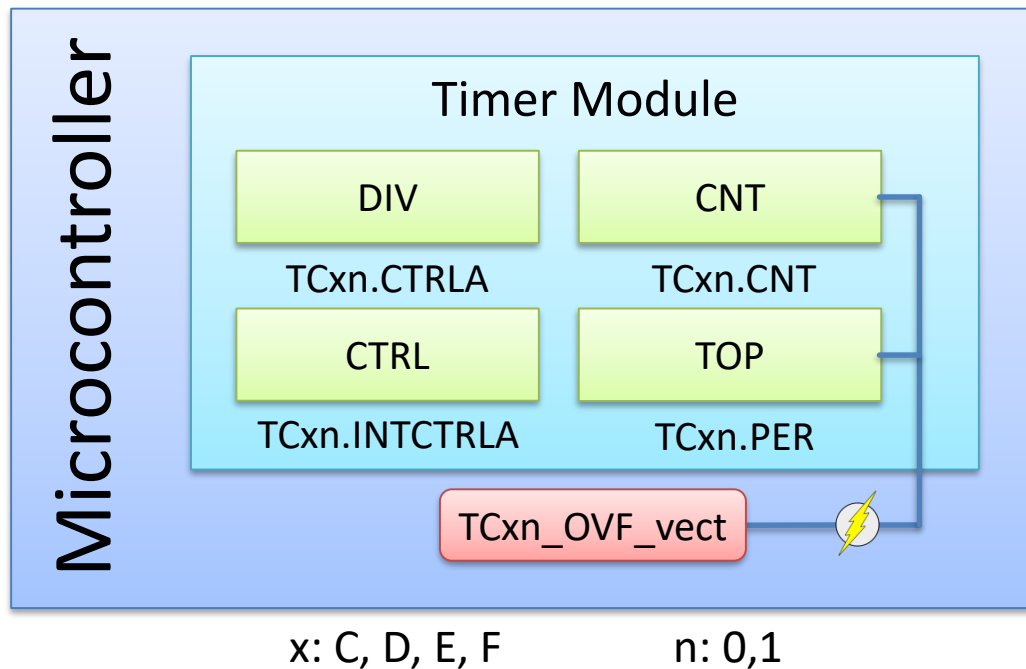 Microcontroller
Timer Module
DIV
CNT
TCxn.CTRLA
TCxn.CNT
CTRL
TOP
TCxn.INTCTRLA
TCxn.PER
TCxn_OVF_vect
x: C, D, E, F
n: 0,1